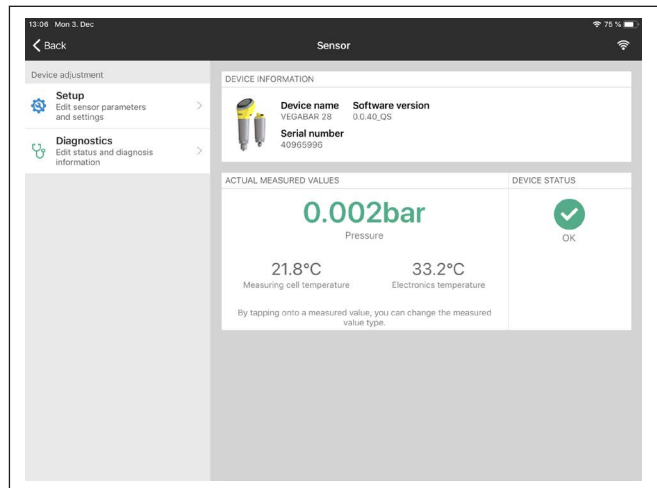 13:06 Mon 3. Dec
75 %
Back
Sensor
Device adjustment
Setup
Edit sensor parameters
and settings
Diagnostics
Edit status and diagnosis
information
DEVICE INFORMATION
Device name Software version
VEGABAR 28 0.0.40_QS
Serial number
40965996
ACTUAL MEASURED VALUES
DEVICE STATUS
0.002bar
Pressure
OK
21.8°C 33.2°C
Measuring cell temperature Electronics temperature
By tapping onto a measured value, you can change the measured
value type.